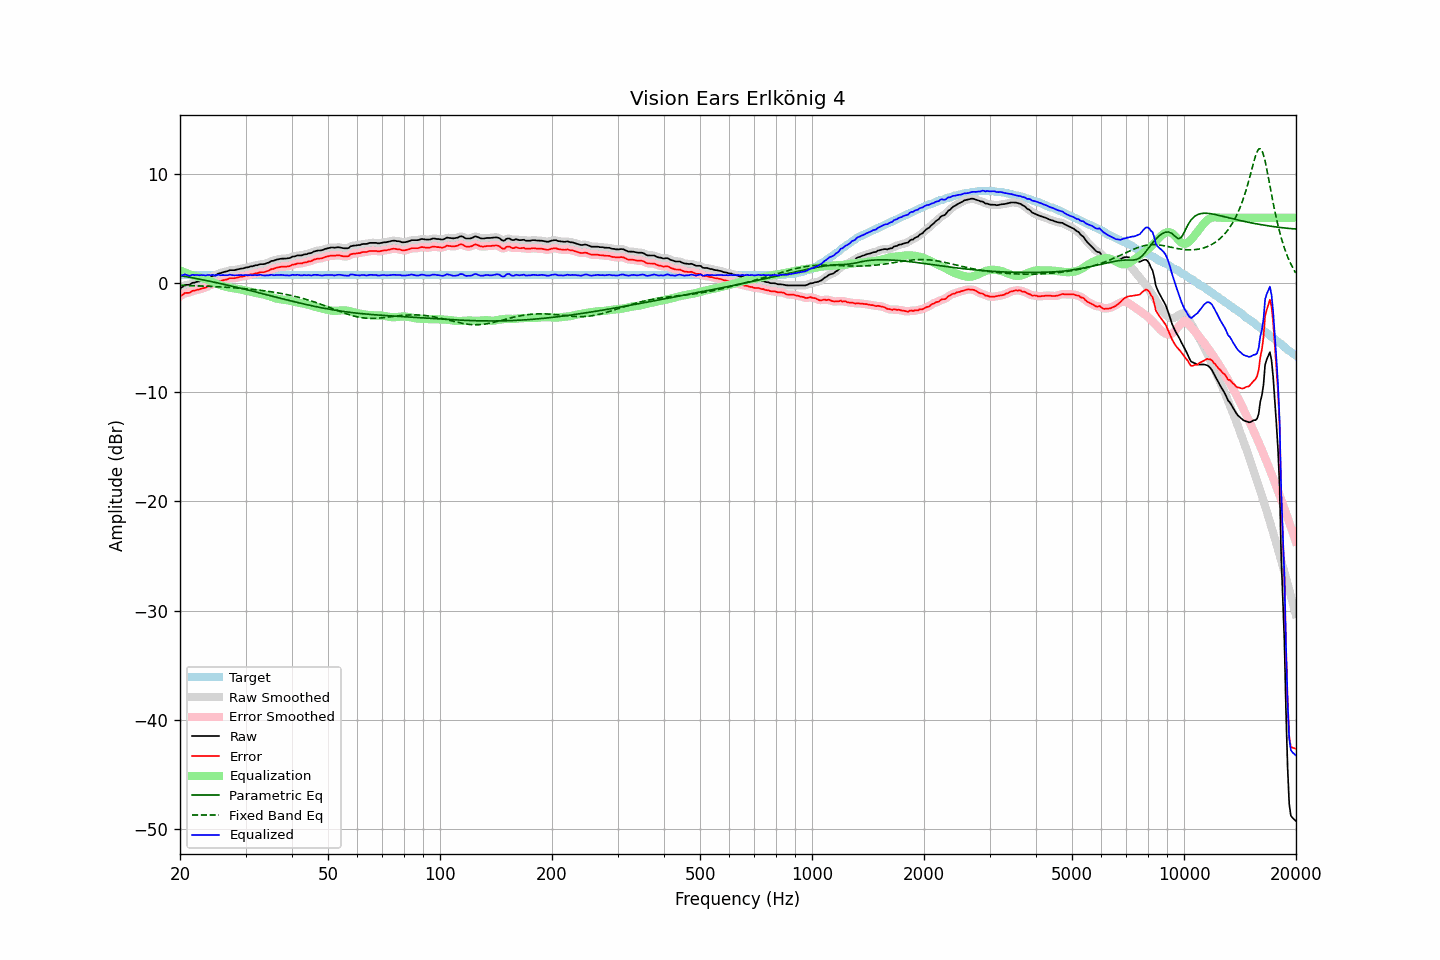 Vision Ears Erlkönig 4
10
0
−10
−20
−30
−40
−50
Amplitude (dBr)
Target
Raw Smoothed
Error Smoothed
Raw
Error
Equalization
Parametric Eq
Fixed Band Eq
Equalized
20 50 100 200 500 1000 2000 5000 10000 20000
Frequency (Hz)